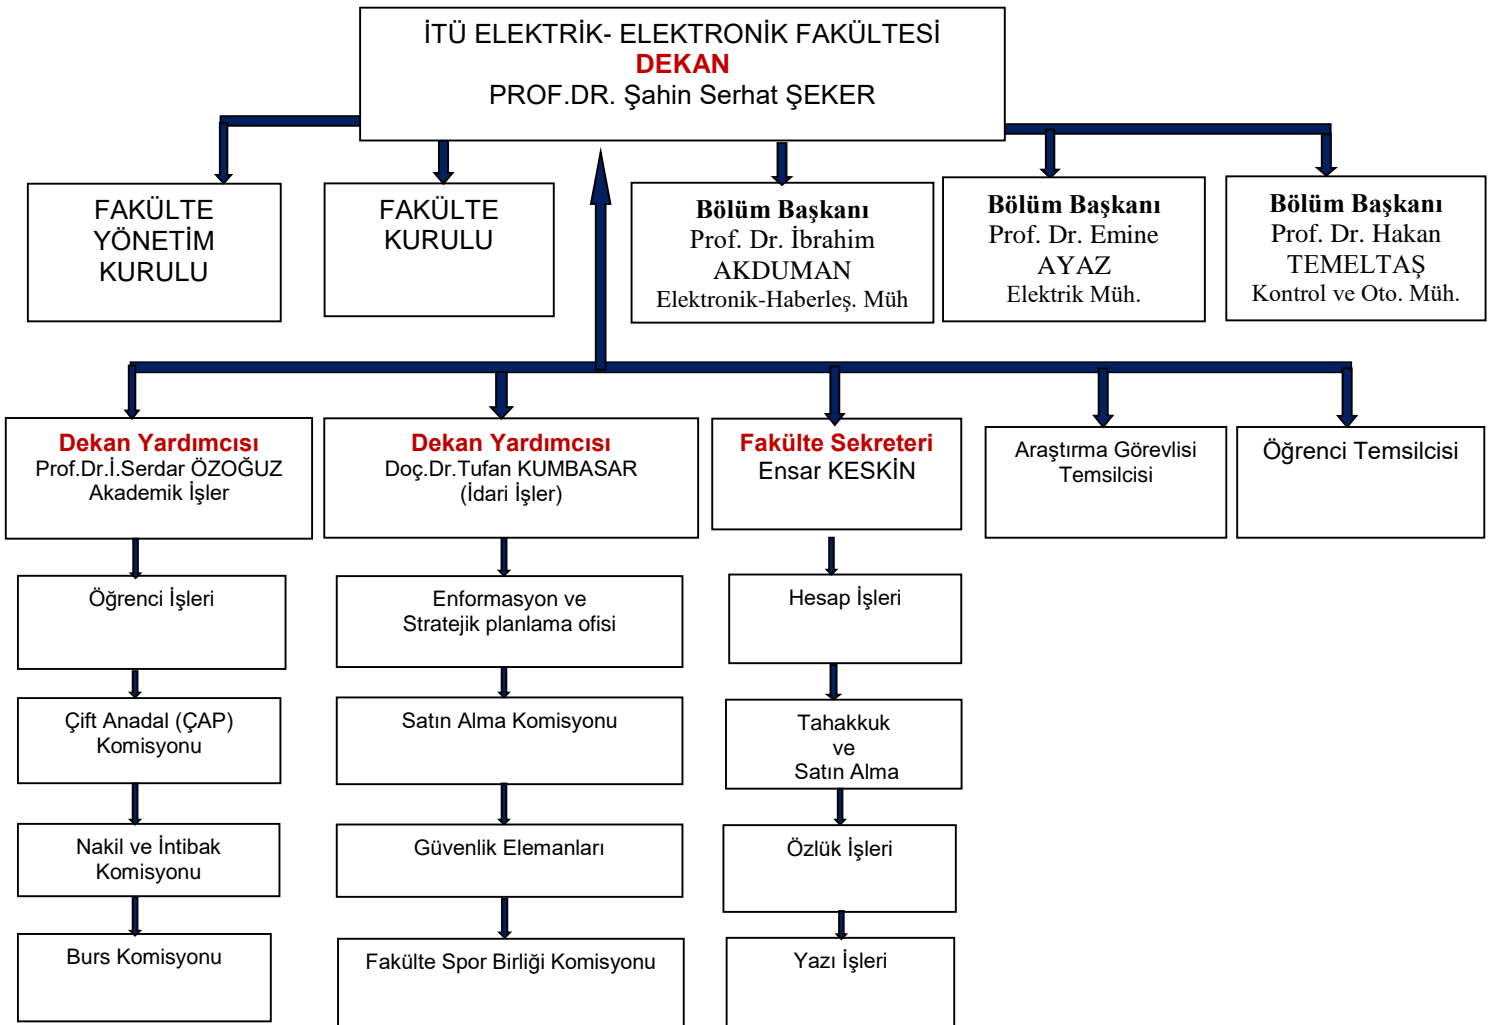 İTÜ ELEKTRİK- ELEKTRONİK FAKÜLTESİ
DEKAN
PROF.DR. Şahin Serhat ŞEKER
FAKÜLTE
YÖNETİM
KURULU
FAKÜLTE
KURULU
Bölüm Başkanı
Prof. Dr. İbrahim
AKDUMAN
Elektronik-Haberleş. Müh
Bölüm Başkanı
Prof. Dr. Emine
AYAZ
Elektrik Müh.
Bölüm Başkanı
Prof. Dr. Hakan
TEMELTAŞ
Kontrol ve Oto. Müh.
Dekan Yardımcısı
Prof.Dr.İ.Serdar ÖZOĞUZ
Akademik İşler
Dekan Yardımcısı
Doç.Dr.Tufan KUMBASAR
(İdari İşler)
Fakülte Sekreteri
Ensar KESKİN
Araştırma Görevlisi
Temsilcisi
Öğrenci Temsilcisi
Öğrenci İşleri
Enformasyon ve
Stratejik planlama ofisi
Hesap İşleri
Çift Anadal (ÇAP)
Komisyonu
Satın Alma Komisyonu
Tahakkuk
ve
Satın Alma
Nakil ve İntibak
Komisyonu
Güvenlik Elemanları
Özlük İşleri
Burs Komisyonu
Fakülte Spor Birliği Komisyonu
Yazı İşleri